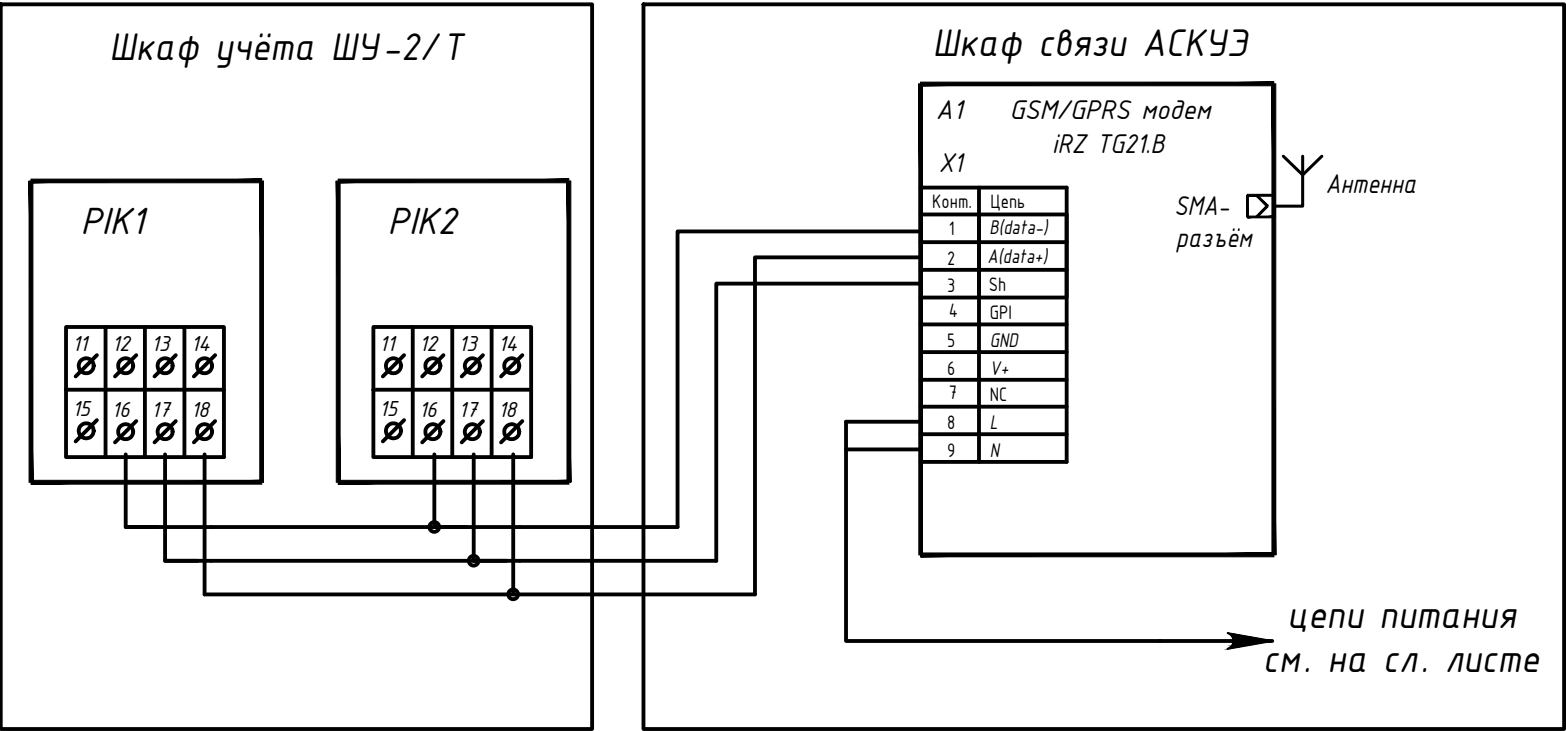 Шкаф учёта ШУ-2/Т
PIK1
11 12 13 14
15 16 17 18
PIK2
11 12 13 14
15 16 17 18
Шкаф связи АСКУЭ
A1 GSM/GPRS модем
iRZ TG21.B
X1
Конт. Цепь
1 B(data-)
2 A(data+)
3 Sh
4 GPI
5 GND
6 V+
7 NC
8 L
9 N
SMA-
разъём
Антенна
цепи питания
см. на сл. листе